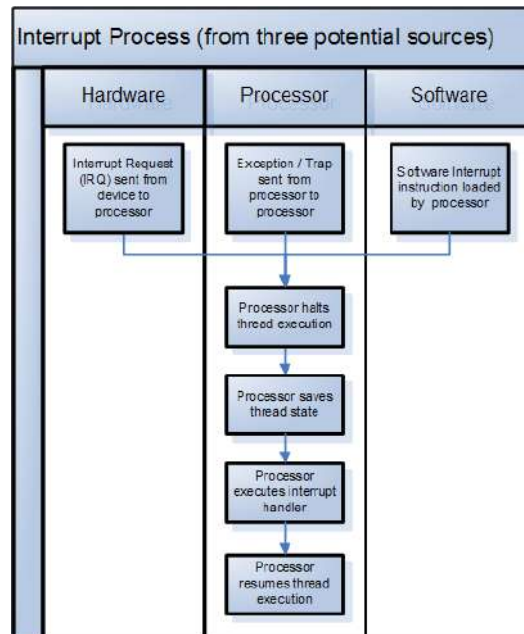 Interrupt Process (from three potential sources)
Hardware
Processor
Software
Interrupt Request
(IRQ) sent from
device to
processor
Exception / Trap
sent from
processor to
processor
Software Interrupt
instruction loaded
by processor
Processor halts
thread execution
Processor saves
thread state
Processor
executes interrupt
handler
Processor
resumes thread
execution